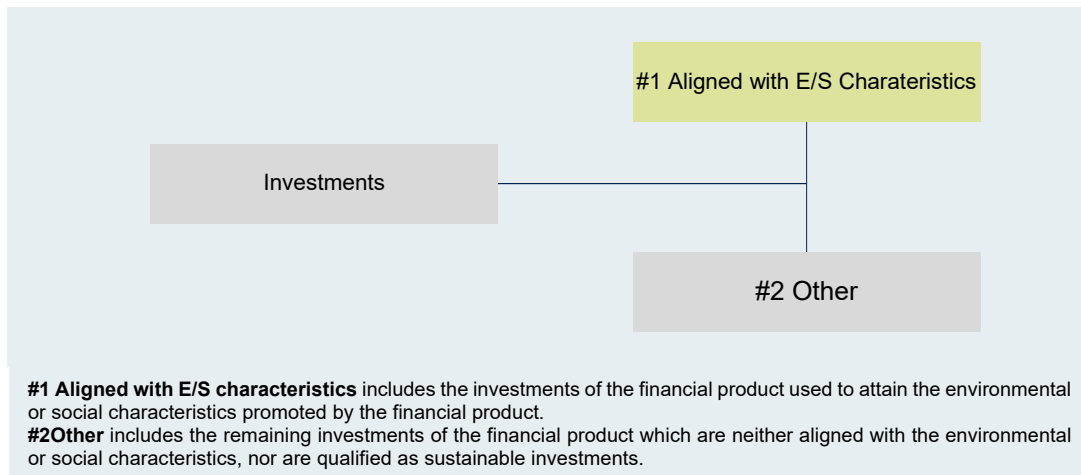 #1 Aligned with E/S Charateristics
Investments
#2 Other
#1 Aligned with E/S characteristics includes the investments of the financial product used to attain the environmental
or social characteristics promoted by the financial product.
#2Other includes the remaining investments of the financial product which are neither aligned with the environmental
or social characteristics, nor are qualified as sustainable investments.